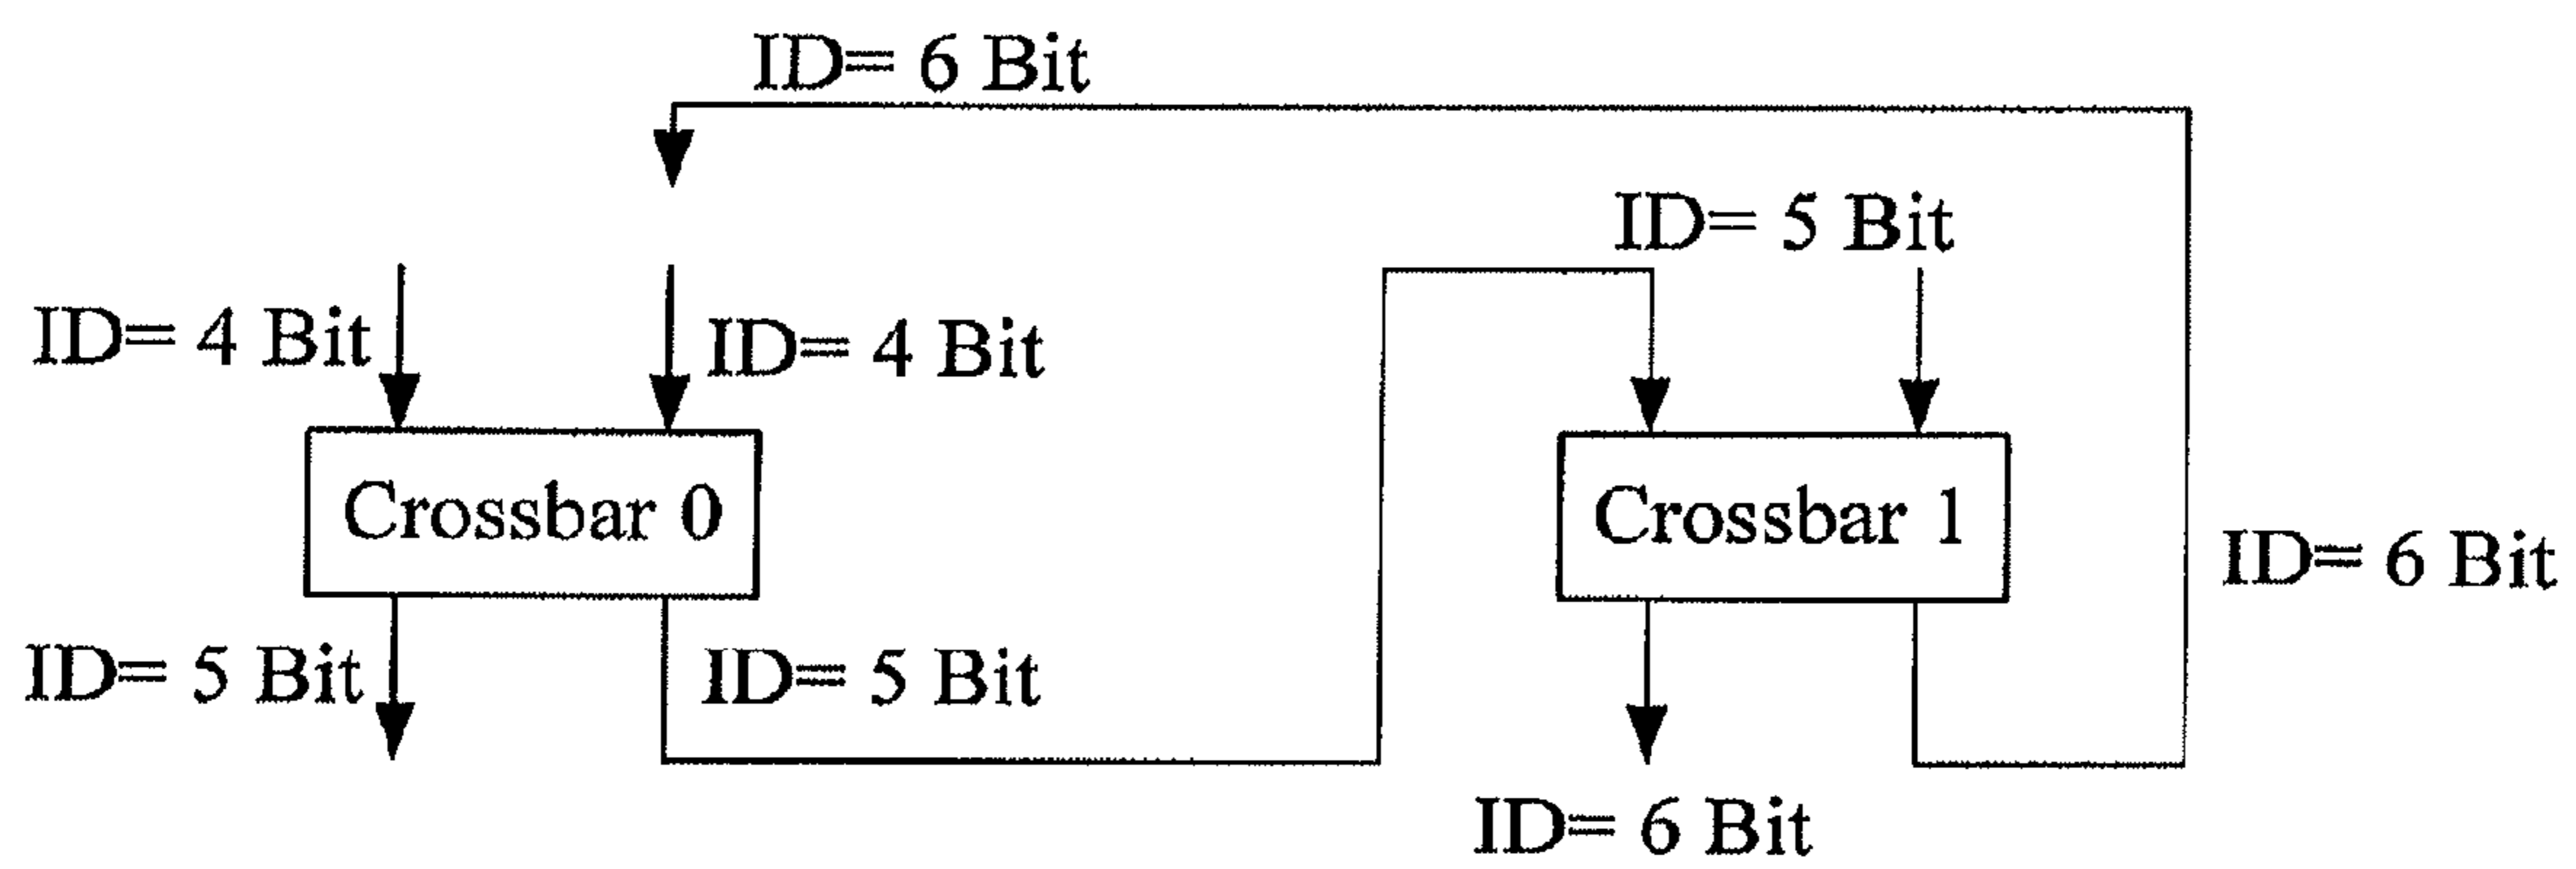 ID= 6 Bit
ID= 5 Bit
ID= 4 Bit
ID= 4 Bit
Crossbar 0
Crossbar 1
ID= 6 Bit
ID= 5 Bit
ID= 5 Bit
ID= 6 Bit